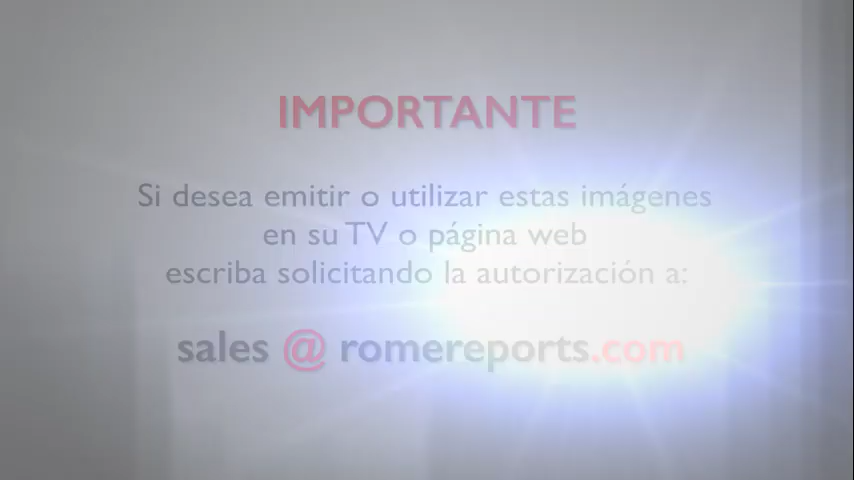 IMPORTANTE
Si desea emitir o utilizar estas imágenes
en su TV o página web
escriba solicitando la autorización a:
sales @ romereports.com